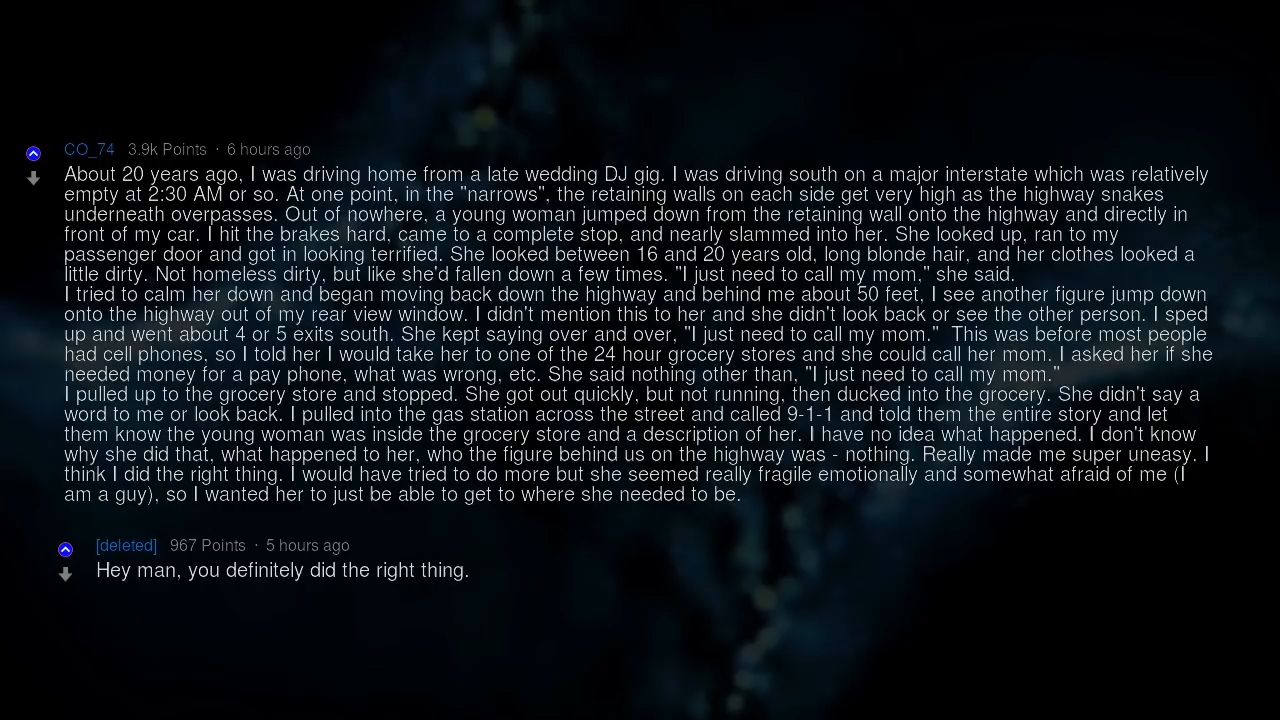 CO_74 3.9k Points · 6 hours ago
About 20 years ago, I was driving home from a late wedding DJ gig. I was driving south on a major interstate which was relatively
empty at 2:30 AM or so. At one point, in the "narrows", the retaining walls on each side get very high as the highway snakes
underneath overpasses. Out of nowhere, a young woman jumped down from the retaining wall onto the highway and directly in
front of my car. I hit the brakes hard, came to a complete stop, and nearly slammed into her. She looked up, ran to my
passenger door and got in looking terrified. She looked between 16 and 20 years old, long blonde hair, and her clothes looked a
little dirty. Not homeless dirty, but like she'd fallen down a few times. "I just need to call my mom," she said.
I tried to calm her down and began moving back down the highway and behind me about 50 feet, I see another figure jump down
onto the highway out of my rear view window. I didn't mention this to her and she didn't look back or see the other person. I sped
up and went about 4 or 5 exits south. She kept saying over and over, "I just need to call my mom."  This was before most people
had cell phones, so I told her I would take her to one of the 24 hour grocery stores and she could call her mom. I asked her if she
needed money for a pay phone, what was wrong, etc. She said nothing other than, "I just need to call my mom."
I pulled up to the grocery store and stopped. She got out quickly, but not running, then ducked into the grocery. She didn't say a
word to me or look back. I pulled into the gas station across the street and called 9-1-1 and told them the entire story and let
them know the young woman was inside the grocery store and a description of her. I have no idea what happened. I don't know
why she did that, what happened to her, who the figure behind us on the highway was - nothing. Really made me super uneasy. I
think I did the right thing. I would have tried to do more but she seemed really fragile emotionally and somewhat afraid of me (I
am a guy), so I wanted her to just be able to get to where she needed to be.
[deleted] 967 Points · 5 hours ago
Hey man, you definitely did the right thing.